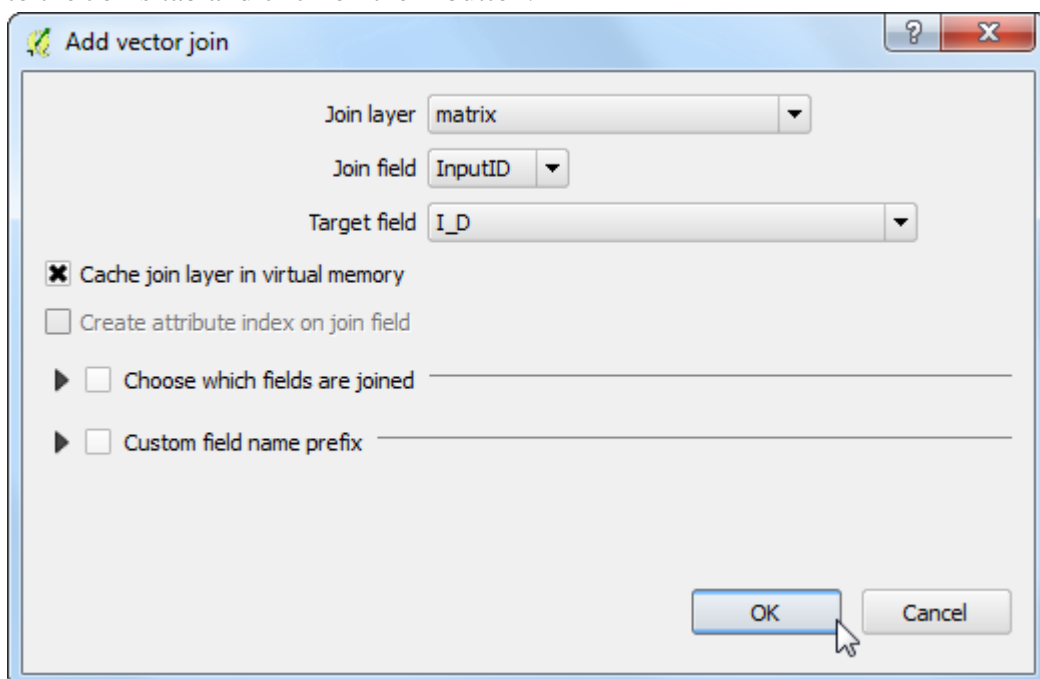 Add vector join
?
Join layer matrix
Join field InputID
Target field I_D
Cache join layer in virtual memory
Create attribute index on join field
Choose which fields are joined
Custom field name prefix
OK Cancel